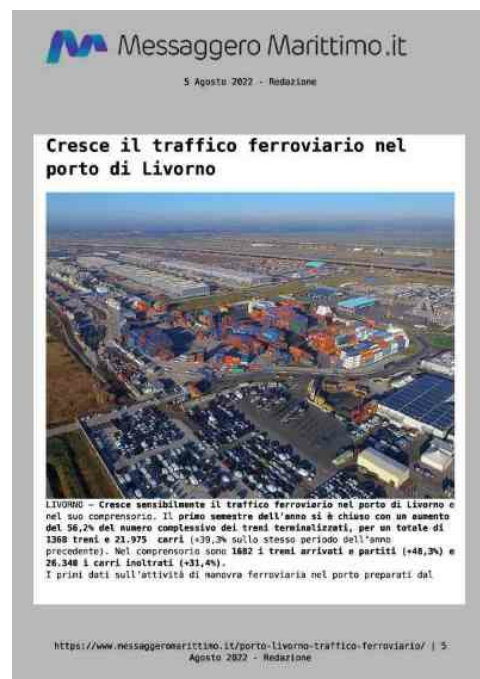 Messaggero Marittimo.it
5 Agosto 2022 - Redazione
Cresce il traffico ferroviario nel
porto di Livorno
LIVORNO – Cresce sensibilmente il traffico ferroviario nel porto di Livorno e
nel suo comprensorio. Il primo semestre dell'anno si è chiuso con un aumento
del 56,2% del numero complessivo dei treni terminalizzati, per un totale di
1368 treni e 21.975 carri (+39,3% sullo stesso periodo dell'anno
precedente). Nel comprensorio sono 1682 i treni arrivati e partiti (+48,3%) e
26.340 i carri inoltrati (+31,4%).
I primi dati sull'attività di manovra ferroviaria nel porto preparati dal
https://www.messaggeromarittimo.it/porto-livorno-traffico-ferroviario/ | 5
Agosto 2022 - Redazione